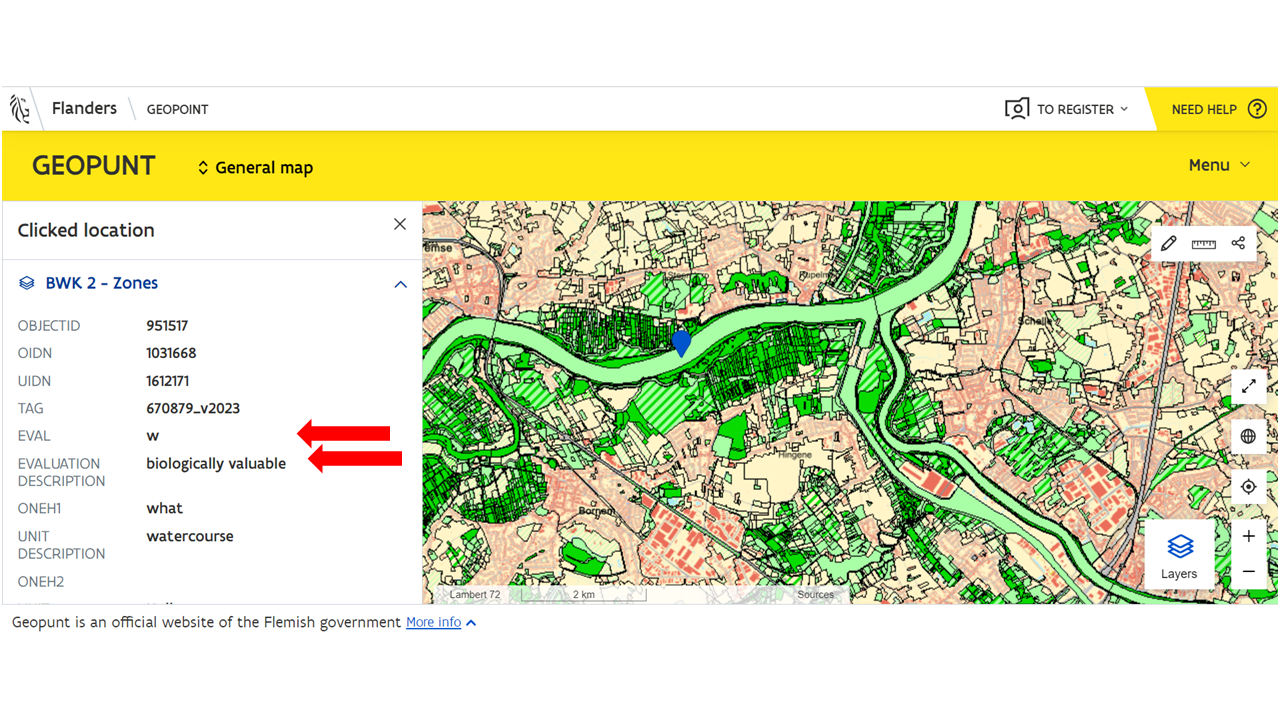 Flanders GEOPOINT TO REGISTER NEED HELP ?
GEOPUNT General map Menu
Clicked location
BWK 2 - Zones
OBJECTID 951517
OIDN 1031668
UIDN 1612171
TAG 670879_v2023
EVAL w
EVALUATION DESCRIPTION biologically valuable
ONEH1 what
UNIT DESCRIPTION watercourse
ONEH2
emse
Schelle
Hingene
Bornem
Layers
Lambert 72 2 km Sources
Geopunt is an official website of the Flemish government More info